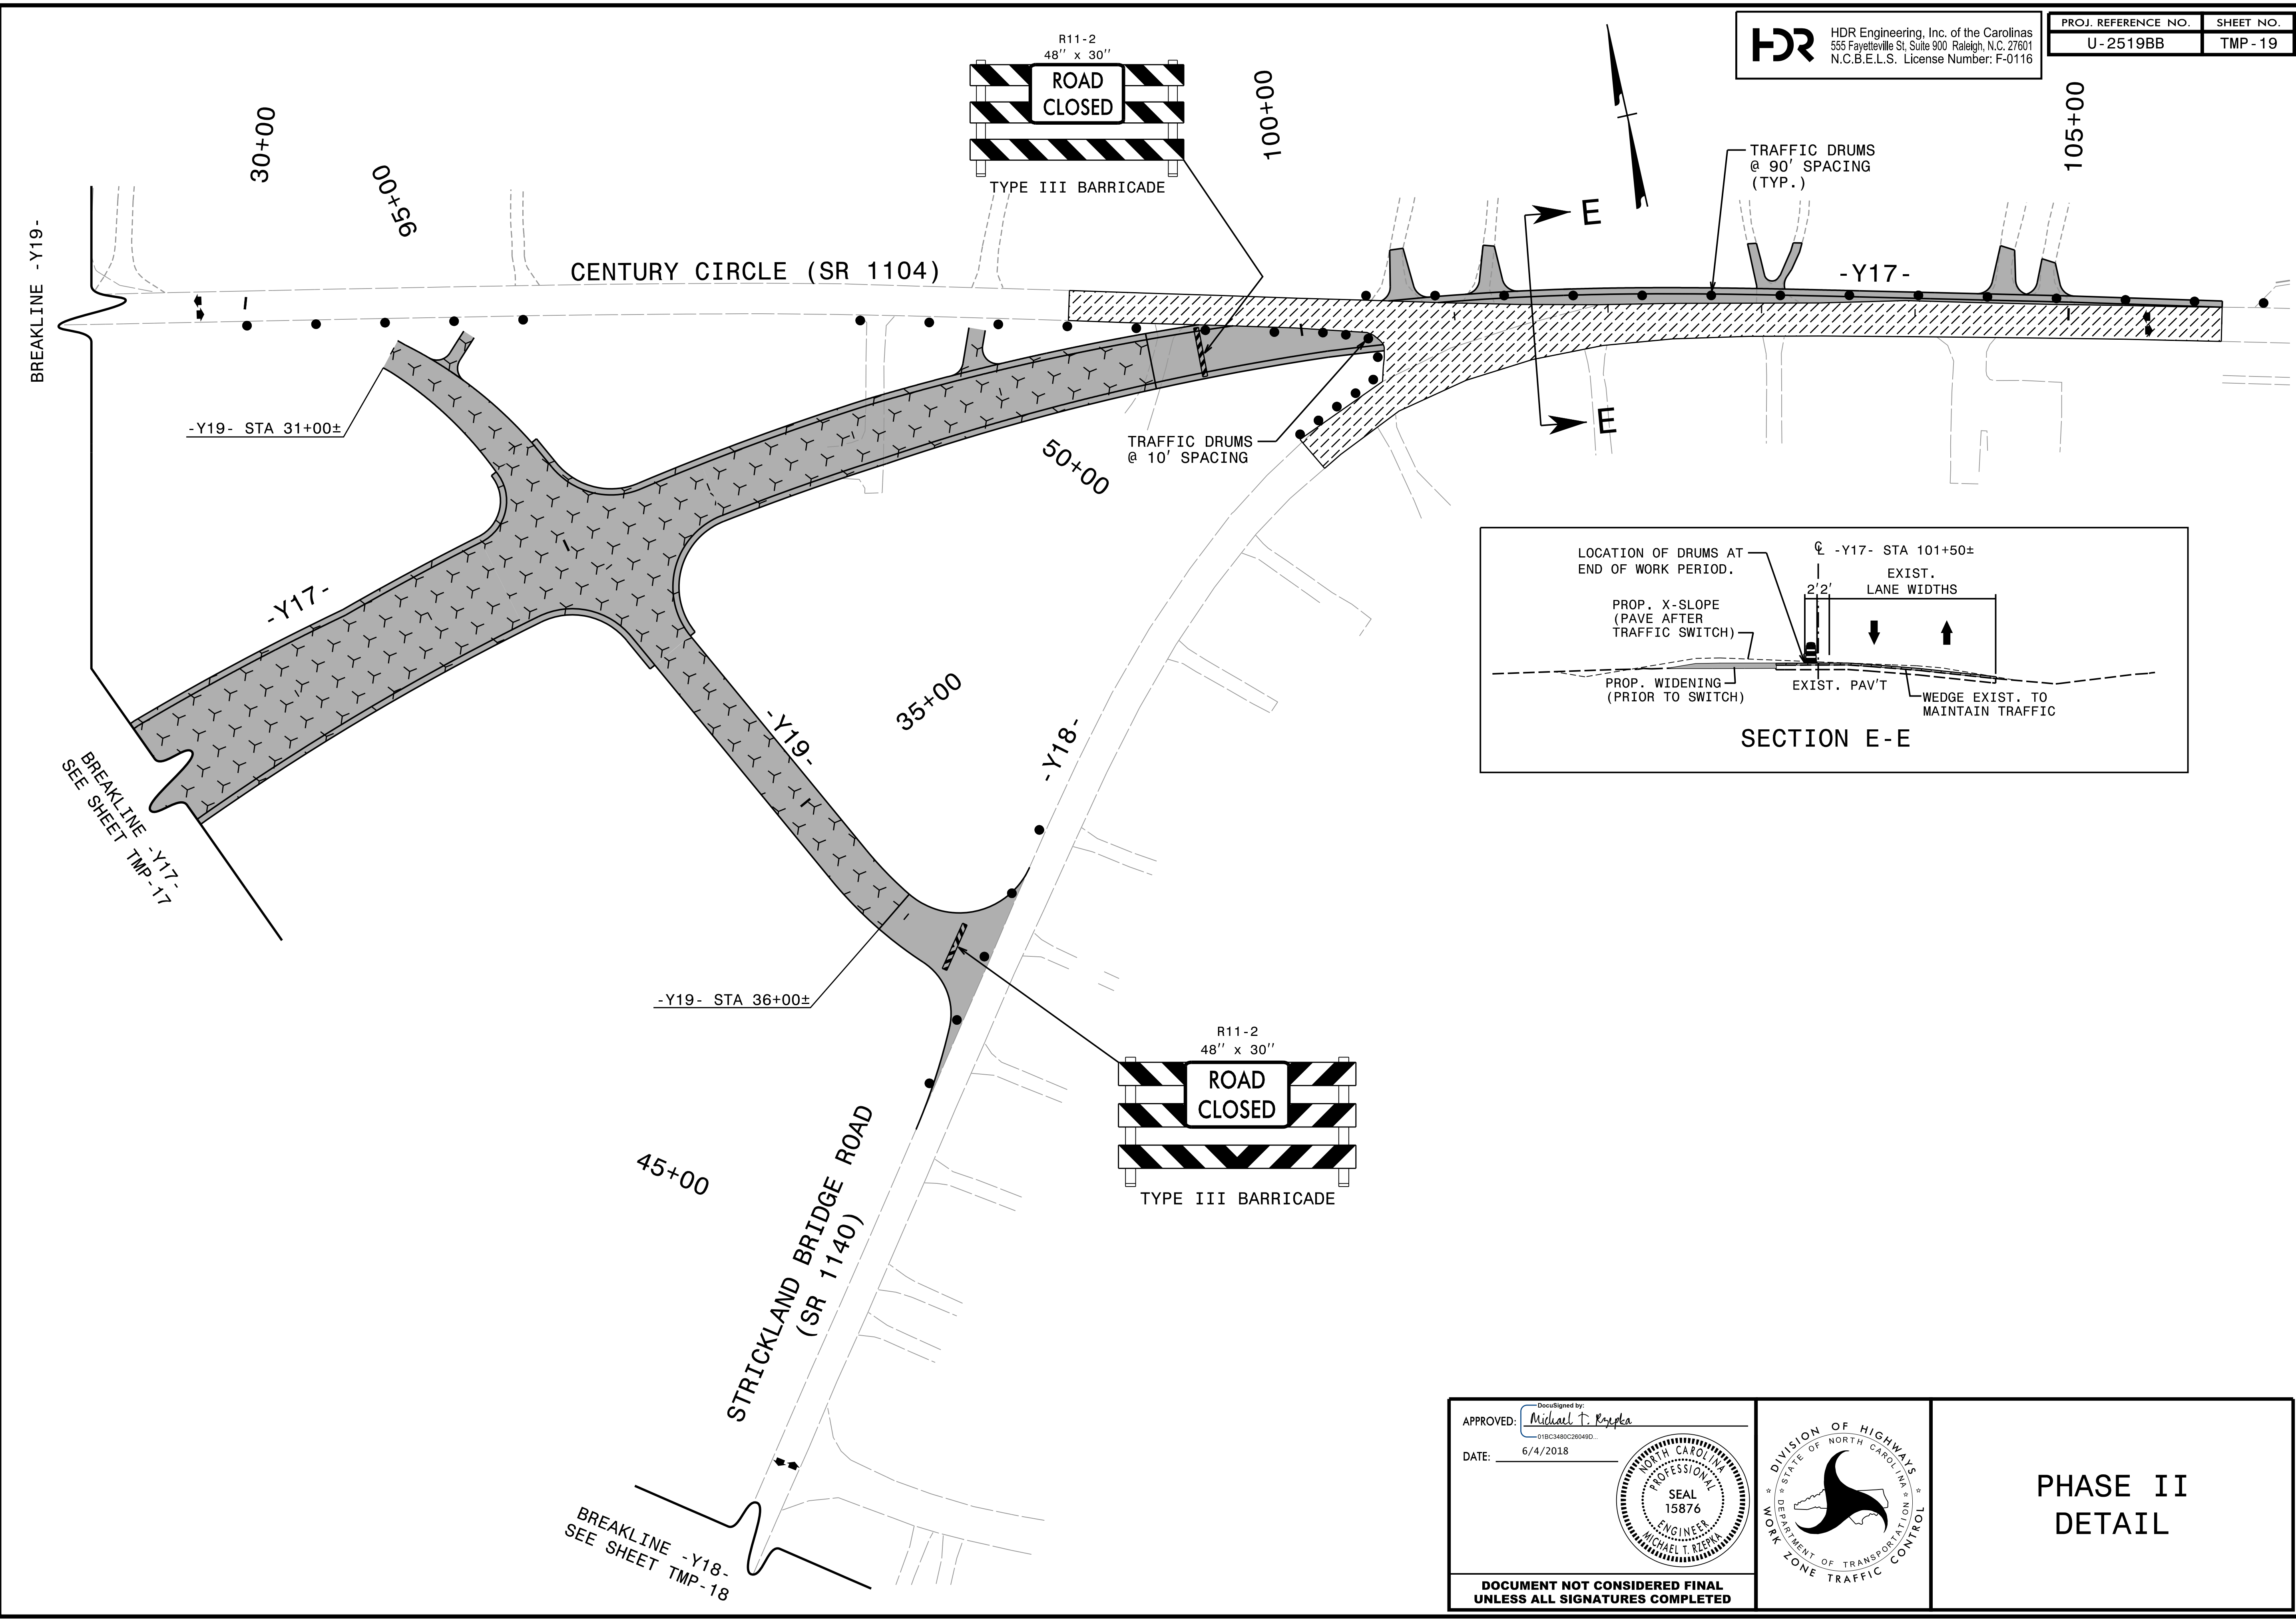 HDR
HDR Engineering, Inc. of the Carolinas
555 Fayetteville St, Suite 900 Raleigh, N.C. 27601
N.C.B.E.L.S. License Number: F-0116
PROJ. REFERENCE NO.
SHEET NO.
U-2519BB
TMP-19
R11-2
48" x 30"
ROAD
CLOSED
TYPE III BARRICADE
30+00
95+00
100+00
105+00
TRAFFIC DRUMS
@ 90' SPACING
(TYP.)
E
BREAKLINE -Y19-
CENTURY CIRCLE (SR 1104)
-Y17-
E
-Y19- STA 31+00±
TRAFFIC DRUMS
@ 10' SPACING
50+00
-Y17-
LOCATION OF DRUMS AT
END OF WORK PERIOD.
℄ -Y17- STA 101+50±
EXIST.
LANE WIDTHS
2' 2'
PROP. X-SLOPE
(PAVE AFTER
TRAFFIC SWITCH)
PROP. WIDENING
(PRIOR TO SWITCH)
EXIST. PAV'T
WEDGE EXIST. TO
MAINTAIN TRAFFIC
SECTION E-E
35+00
-Y19-
-Y18-
BREAKLINE -Y17-
SEE SHEET TMP-17
-Y19- STA 36+00±
R11-2
48" x 30"
ROAD
CLOSED
TYPE III BARRICADE
45+00
STRICKLAND BRIDGE ROAD
(SR 1140)
BREAKLINE -Y18-
SEE SHEET TMP-18
APPROVED:
DocuSigned by:
Michael T. Rzepka
01BC3480C26049D...
DATE:
6/4/2018
NORTH CAROLINA
PROFESSIONAL
SEAL
15876
ENGINEER
MICHAEL T. RZEPKA
DOCUMENT NOT CONSIDERED FINAL
UNLESS ALL SIGNATURES COMPLETED
DIVISION OF HIGHWAYS
STATE OF NORTH CAROLINA
DEPARTMENT OF TRANSPORTATION
WORK ZONE TRAFFIC CONTROL
PHASE II
DETAIL